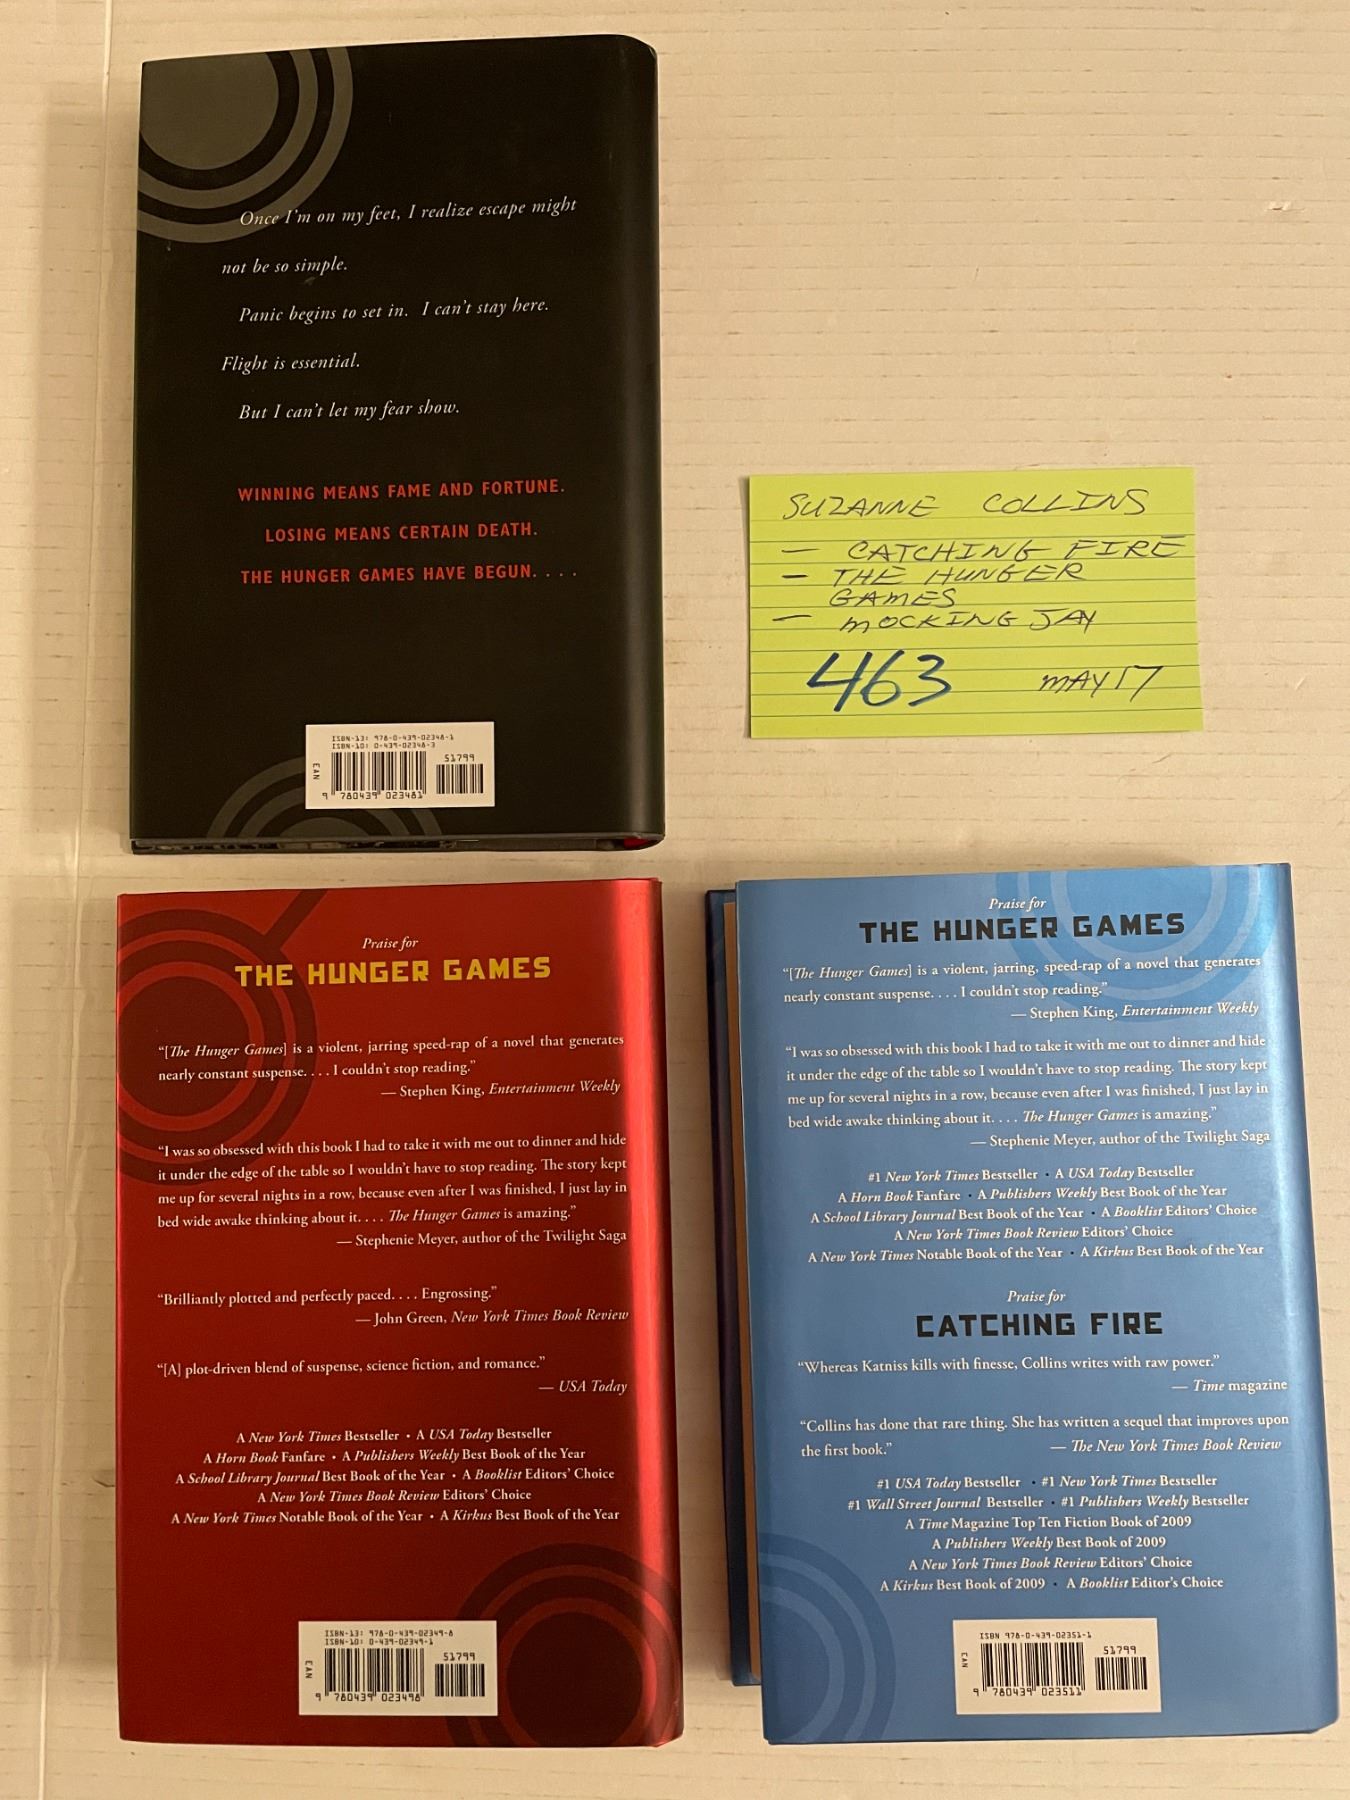 Once I'm on my feet, I realize escape might
not be so simple.
Panic begins to set in. I can't stay here.
Flight is essential.
But I can't let my fear show.
WINNING MEANS FAME AND FORTUNE.
LOSING MEANS CERTAIN DEATH.
THE HUNGER GAMES HAVE BEGUN. . . .
ISBN-13: 978-0-439-02348-1
ISBN-10: 0-439-02348-3
51799
EAN
9 780439 023481
SUZANNE COLLINS
— CATCHING FIRE
— THE HUNGER
GAMES
— MOCKING JAY
463 MAY 17
Praise for
THE HUNGER GAMES
“[The Hunger Games] is a violent, jarring speed-rap of a novel that generates
nearly constant suspense. . . . I couldn't stop reading.”
— Stephen King, Entertainment Weekly
“I was so obsessed with this book I had to take it with me out to dinner and hide
it under the edge of the table so I wouldn't have to stop reading. The story kept
me up for several nights in a row, because even after I was finished, I just lay in
bed wide awake thinking about it. . . . The Hunger Games is amazing.”
— Stephenie Meyer, author of the Twilight Saga
“Brilliantly plotted and perfectly paced. . . . Engrossing.”
— John Green, New York Times Book Review
“[A] plot-driven blend of suspense, science fiction, and romance.”
— USA Today
A New York Times Bestseller • A USA Today Bestseller
A Horn Book Fanfare • A Publishers Weekly Best Book of the Year
A School Library Journal Best Book of the Year • A Booklist Editors' Choice
A New York Times Book Review Editors' Choice
A New York Times Notable Book of the Year • A Kirkus Best Book of the Year
ISBN-13: 978-0-439-02349-8
ISBN-10: 0-439-02349-1
51799
EAN
9 780439 023498
Praise for
THE HUNGER GAMES
“[The Hunger Games] is a violent, jarring, speed-rap of a novel that generates
nearly constant suspense. . . . I couldn't stop reading.”
— Stephen King, Entertainment Weekly
“I was so obsessed with this book I had to take it with me out to dinner and hide
it under the edge of the table so I wouldn't have to stop reading. The story kept
me up for several nights in a row, because even after I was finished, I just lay in
bed wide awake thinking about it. . . . The Hunger Games is amazing.”
— Stephenie Meyer, author of the Twilight Saga
#1 New York Times Bestseller • A USA Today Bestseller
A Horn Book Fanfare • A Publishers Weekly Best Book of the Year
A School Library Journal Best Book of the Year • A Booklist Editors' Choice
A New York Times Book Review Editors' Choice
A New York Times Notable Book of the Year • A Kirkus Best Book of the Year
Praise for
CATCHING FIRE
“Whereas Katniss kills with finesse, Collins writes with raw power.”
— Time magazine
“Collins has done that rare thing. She has written a sequel that improves upon
the first book.” — The New York Times Book Review
#1 USA Today Bestseller • #1 New York Times Bestseller
#1 Wall Street Journal Bestseller • #1 Publishers Weekly Bestseller
A Time Magazine Top Ten Fiction Book of 2009
A Publishers Weekly Best Book of 2009
A New York Times Book Review Editors' Choice
A Kirkus Best Book of 2009 • A Booklist Editor's Choice
ISBN 978-0-439-02351-1
51799
EAN
9 780439 023511